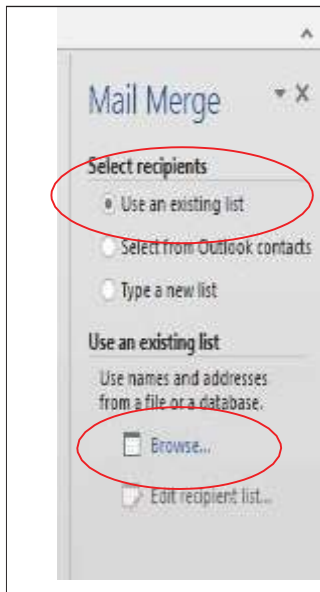 Mail Merge
Select recipients
Use an existing list
Select from Outlook contacts
Type a new list
Use an existing list
Use names and addresses
from a file or a database.
Browse...
Edit recipient list...